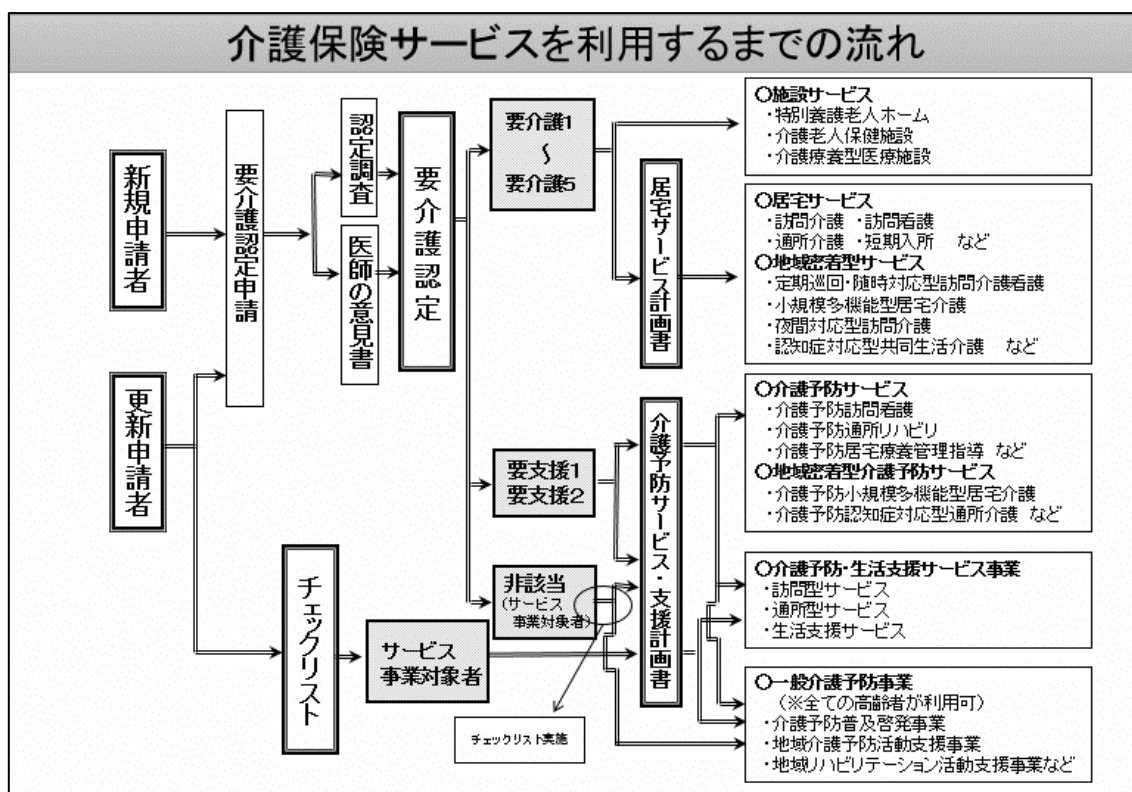 介護保険サービスを利用するまでの流れ
新規申請者
更新申請者
要介護認定申請
認定調査
医師の意見書
要介護認定
チェックリスト
要介護1
～
要介護5
要支援1
要支援2
非該当
(サービス
事業対象者)
サービス
事業対象者
チェックリスト実施
居宅サービス計画書
介護予防サービス・支援計画書
〇施設サービス
・特別養護老人ホーム
・介護老人保健施設
・介護療養型医療施設
〇居宅サービス
・訪問介護 ・訪問看護
・通所介護 ・短期入所 など
〇地域密着型サービス
・定期巡回・随時対応型訪問介護看護
・小規模多機能型居宅介護
・夜間対応型訪問介護
・認知症対応型共同生活介護 など
〇介護予防サービス
・介護予防訪問看護
・介護予防通所リハビリ
・介護予防居宅療養管理指導 など
〇地域密着型介護予防サービス
・介護予防小規模多機能型居宅介護
・介護予防認知症対応型通所介護 など
〇介護予防・生活支援サービス事業
・訪問型サービス
・通所型サービス
・生活支援サービス
〇一般介護予防事業
(※全ての高齢者が利用可)
・介護予防普及啓発事業
・地域介護予防活動支援事業
・地域リハビリテーション活動支援事業など